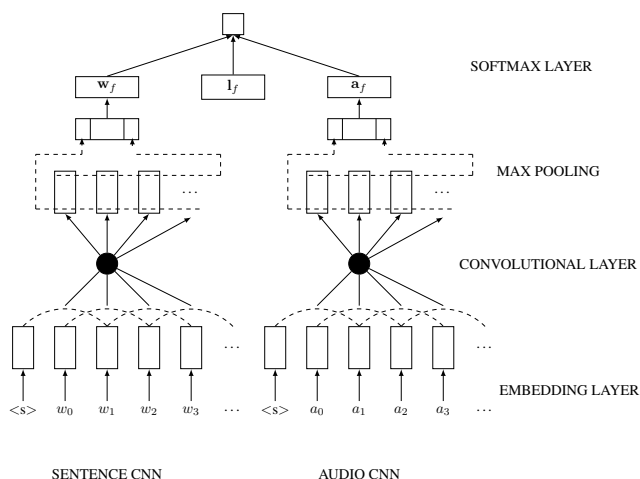 SOFTMAX LAYER
w_f l_f a_f
MAX POOLING
... ...
CONVOLUTIONAL LAYER
... ...
EMBEDDING LAYER
<s> w_0 w_1 w_2 w_3 ... <s> a_0 a_1 a_2 a_3 ...
SENTENCE CNN AUDIO CNN